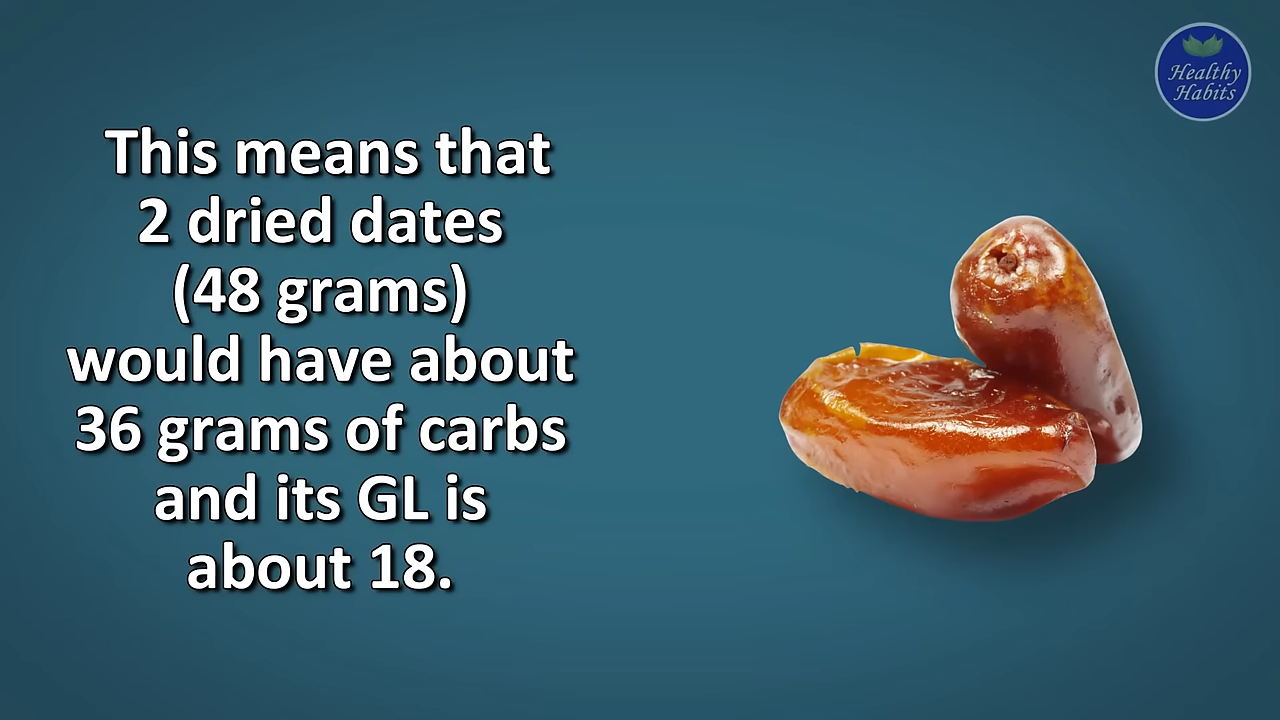 This means that
2 dried dates
(48 grams)
would have about
36 grams of carbs
and its GL is
about 18.
Healthy
Habits